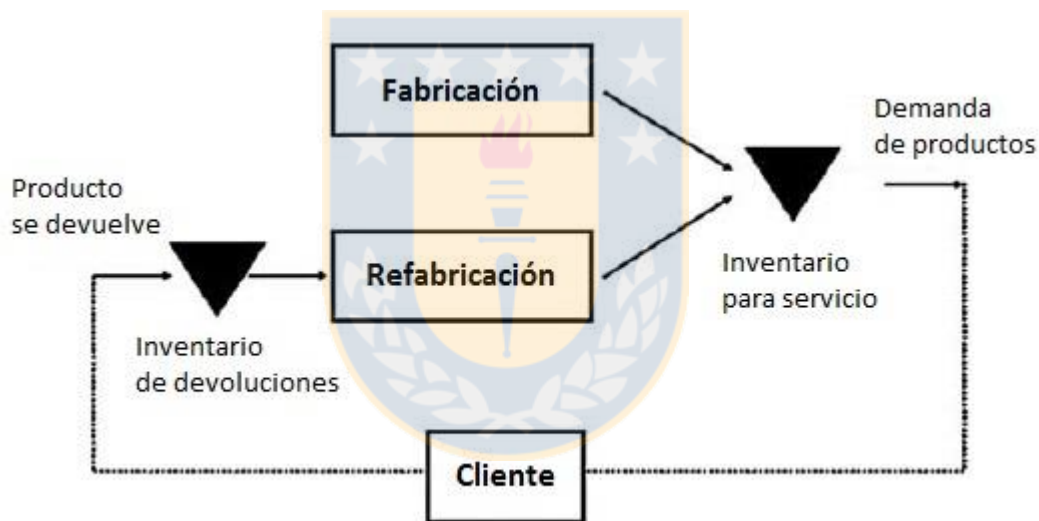 Fabricación
Demanda
de productos
Producto
se devuelve
Refabricación
Inventario
para servicio
Inventario
de devoluciones
Cliente